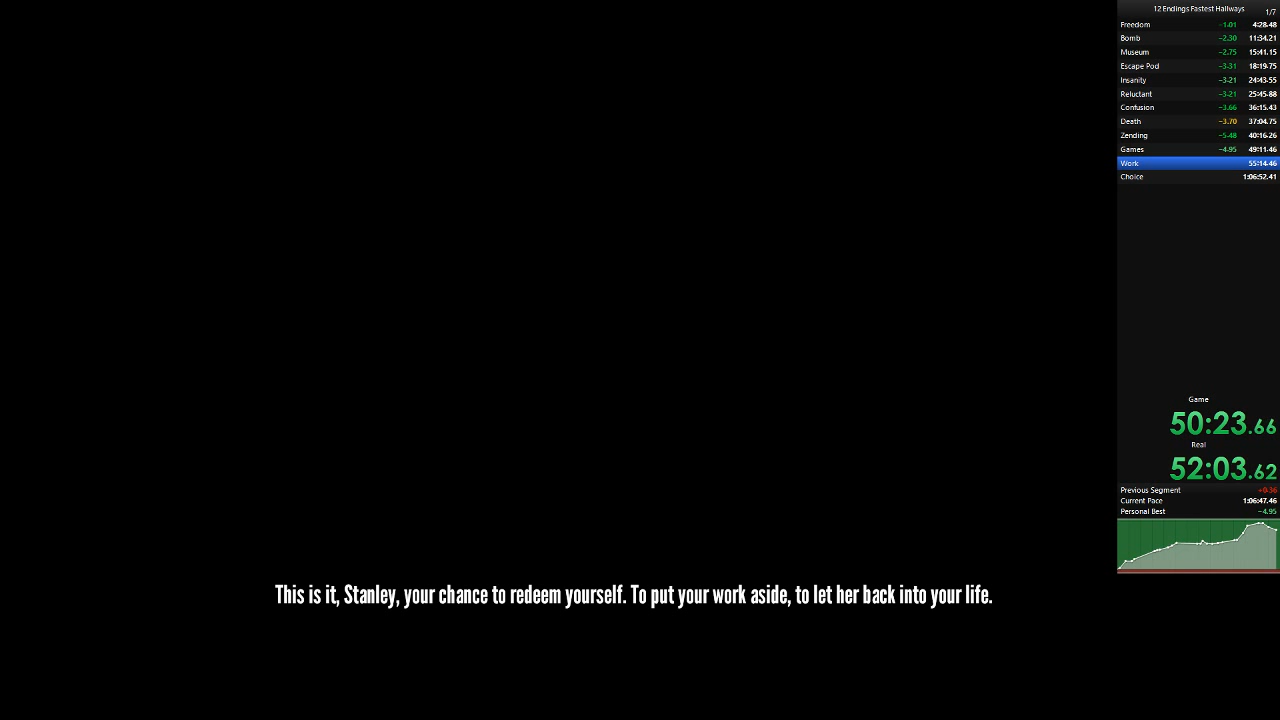 12 Endings Fastest Hallways
1/7
Freedom -1.01 4:28.48
Bomb -2.30 11:34.21
Museum -2.75 15:41.15
Escape Pod -3.31 18:19.75
Insanity -3.21 24:43.55
Reluctant -3.21 25:45.88
Confusion -3.66 36:15.43
Death -3.70 37:04.75
Zending -5.48 40:16.26
Games -4.95 49:11.46
Work 55:14.46
Choice 1:06:52.41
Game
50:23.66
Real
52:03.62
Previous Segment +0.36
Current Pace 1:06:47.46
Personal Best -4.95
This is it, Stanley, your chance to redeem yourself. To put your work aside, to let her back into your life.